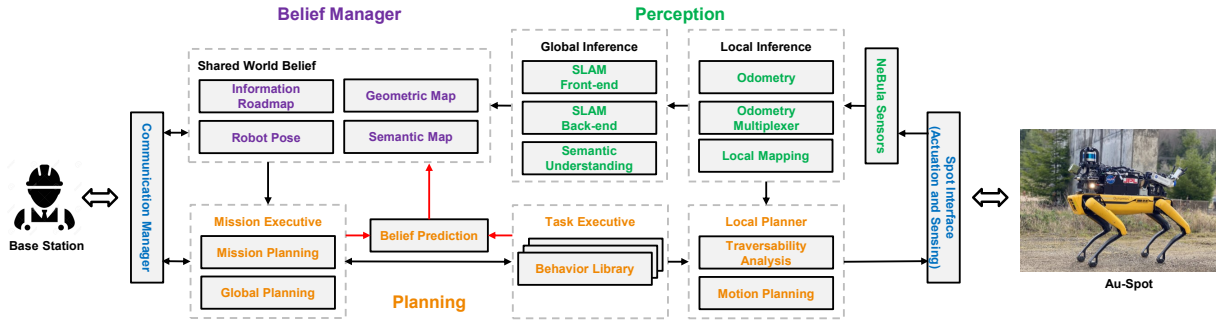 Belief Manager
Perception
Shared World Belief
Information
Roadmap
Geometric Map
Robot Pose
Semantic Map
Global Inference
SLAM
Front-end
SLAM
Back-end
Semantic
Understanding
Local Inference
Odometry
Odometry
Multiplexer
Local Mapping
NeBula Sensors
Spot Interface
(Actuation and Sensing)
Communication
Manager
Base Station
Mission Executive
Mission Planning
Global Planning
Belief Prediction
Task Executive
Behavior Library
Local Planner
Traversability
Analysis
Motion Planning
Planning
Au-Spot